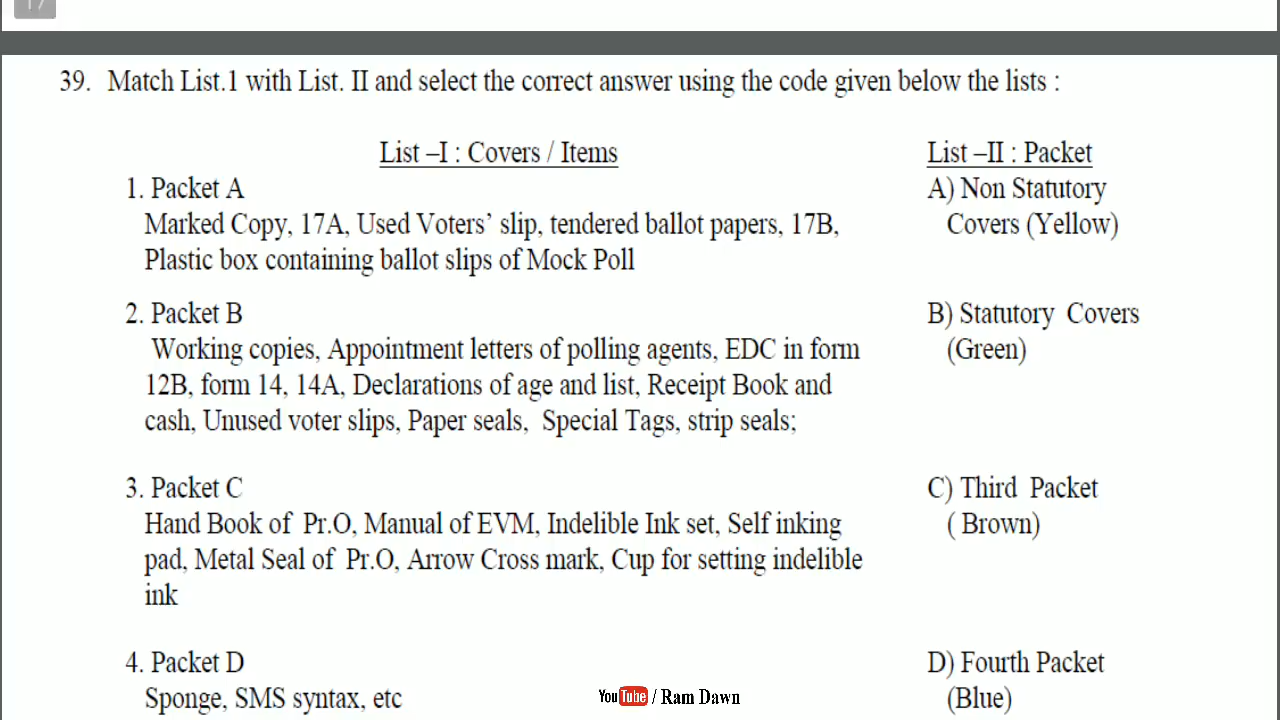 17
39. Match List.1 with List. II and select the correct answer using the code given below the lists :
List –I : Covers / Items
List –II : Packet
1. Packet A
Marked Copy, 17A, Used Voters’ slip, tendered ballot papers, 17B,
Plastic box containing ballot slips of Mock Poll
A) Non Statutory
Covers (Yellow)
2. Packet B
Working copies, Appointment letters of polling agents, EDC in form
12B, form 14, 14A, Declarations of age and list, Receipt Book and
cash, Unused voter slips, Paper seals, Special Tags, strip seals;
B) Statutory Covers
(Green)
3. Packet C
Hand Book of Pr.O, Manual of EVM, Indelible Ink set, Self inking
pad, Metal Seal of Pr.O, Arrow Cross mark, Cup for setting indelible
ink
C) Third Packet
( Brown)
4. Packet D
Sponge, SMS syntax, etc
D) Fourth Packet
(Blue)
YouTube / Ram Dawn